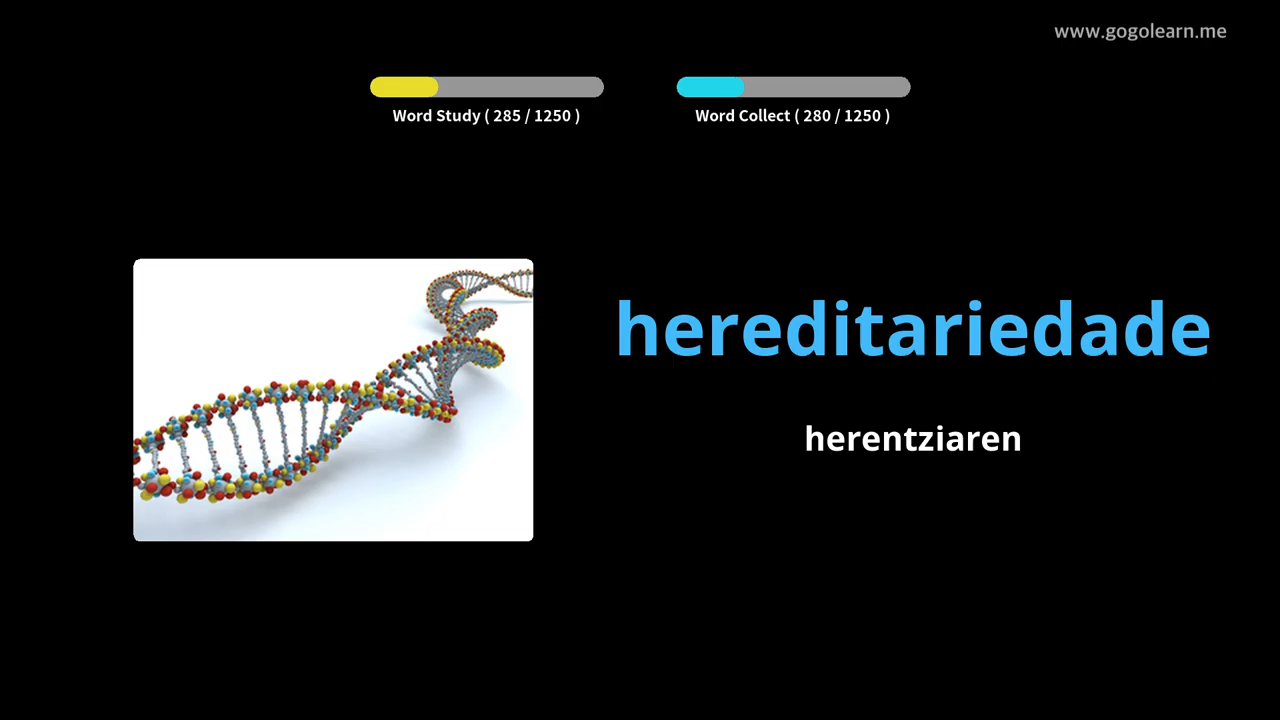 www.gogolearn.me
Word Study ( 285 / 1250 )
Word Collect ( 280 / 1250 )
hereditariedade
herentziaren